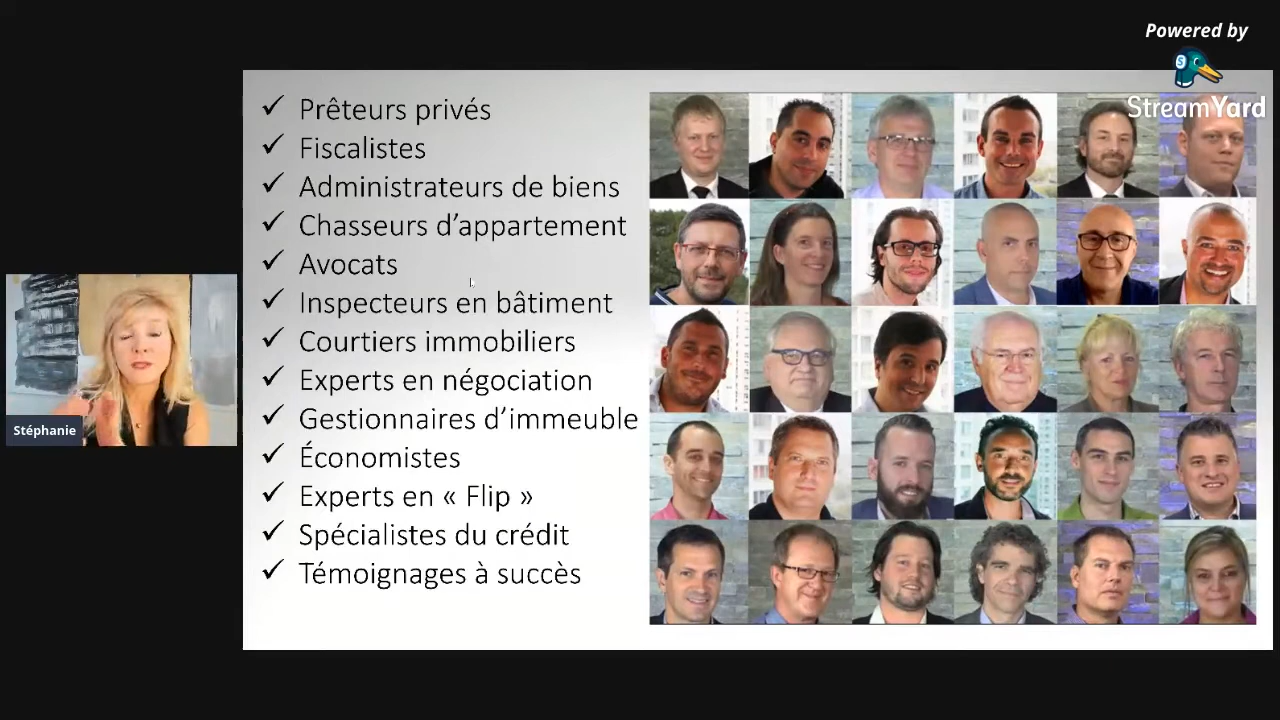 Powered by
StreamYard
✓ Prêteurs privés
✓ Fiscalistes
✓ Administrateurs de biens
✓ Chasseurs d’appartement
✓ Avocats
✓ Inspecteurs en bâtiment
✓ Courtiers immobiliers
✓ Experts en négociation
✓ Gestionnaires d’immeuble
✓ Économistes
✓ Experts en « Flip »
✓ Spécialistes du crédit
✓ Témoignages à succès
Stéphanie